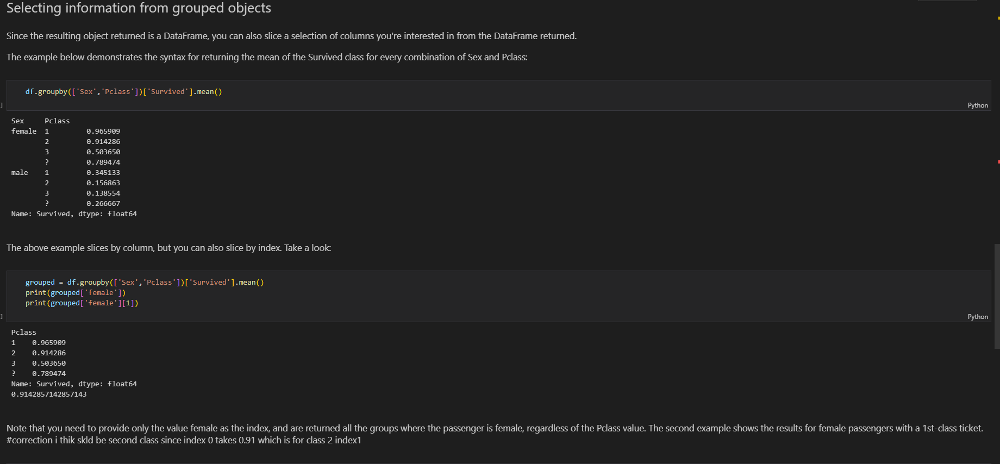 Selecting information from grouped objects
Since the resulting object returned is a DataFrame, you can also slice a selection of columns you're interested in from the DataFrame returned.
The example below demonstrates the syntax for returning the mean of the Survived class for every combination of Sex and Pclass:
df.groupby(['Sex','Pclass'])['Survived'].mean()
]
Python
Sex     Pclass
female  1         0.965909
        2         0.914286
        3         0.503650
        ?         0.789474
male    1         0.345133
        2         0.156863
        3         0.138554
        ?         0.266667
Name: Survived, dtype: float64
The above example slices by column, but you can also slice by index. Take a look:
grouped = df.groupby(['Sex','Pclass'])['Survived'].mean()
print(grouped['female'])
print(grouped['female'][1])
]
Python
Pclass
1    0.965909
2    0.914286
3    0.503650
?    0.789474
Name: Survived, dtype: float64
0.9142857142857143
Note that you need to provide only the value female as the index, and are returned all the groups where the passenger is female, regardless of the Pclass value. The second example shows the results for female passengers with a 1st-class ticket.
#correction i thik skld be second class since index 0 takes 0.91 which is for class 2 index1